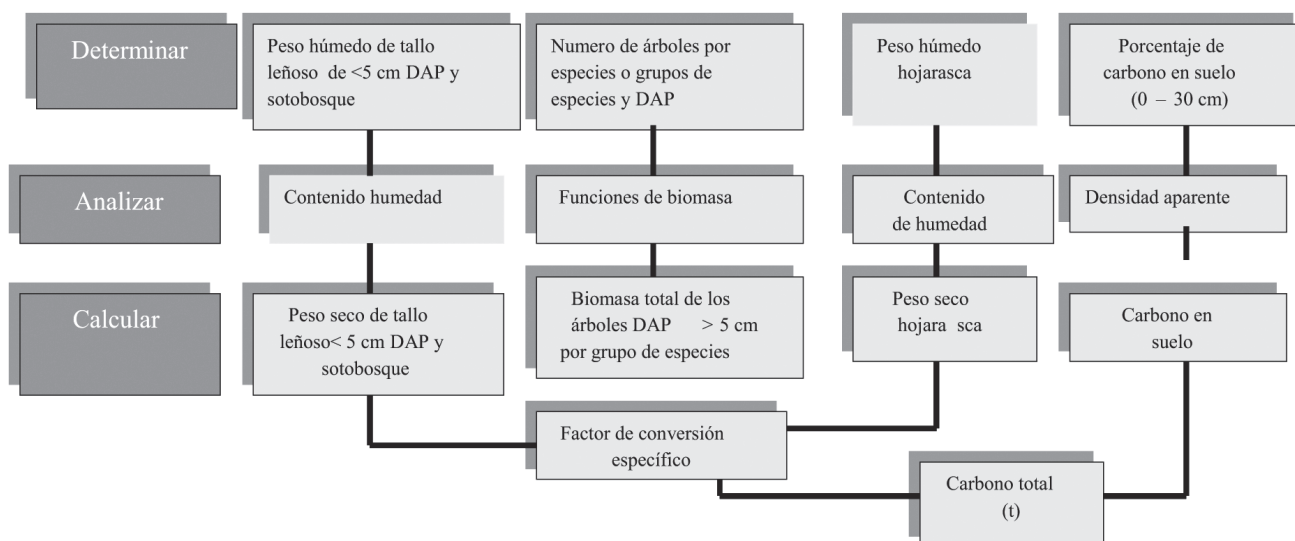 Determinar
Peso húmedo de tallo
leñoso de <5 cm DAP y
sotobosque
Numero de árboles por
especies o grupos de
especies y DAP
Peso húmedo
hojarasca
Porcentaje de
carbono en suelo
(0 – 30 cm)
Analizar
Contenido humedad
Funciones de biomasa
Contenido
de humedad
Densidad aparente
Calcular
Peso seco de tallo
leñoso< 5 cm DAP y
sotobosque
Biomasa total de los
árboles DAP > 5 cm
por grupo de especies
Peso seco
hojara sca
Carbono en
suelo
Factor de conversión
específico
Carbono total
(t)